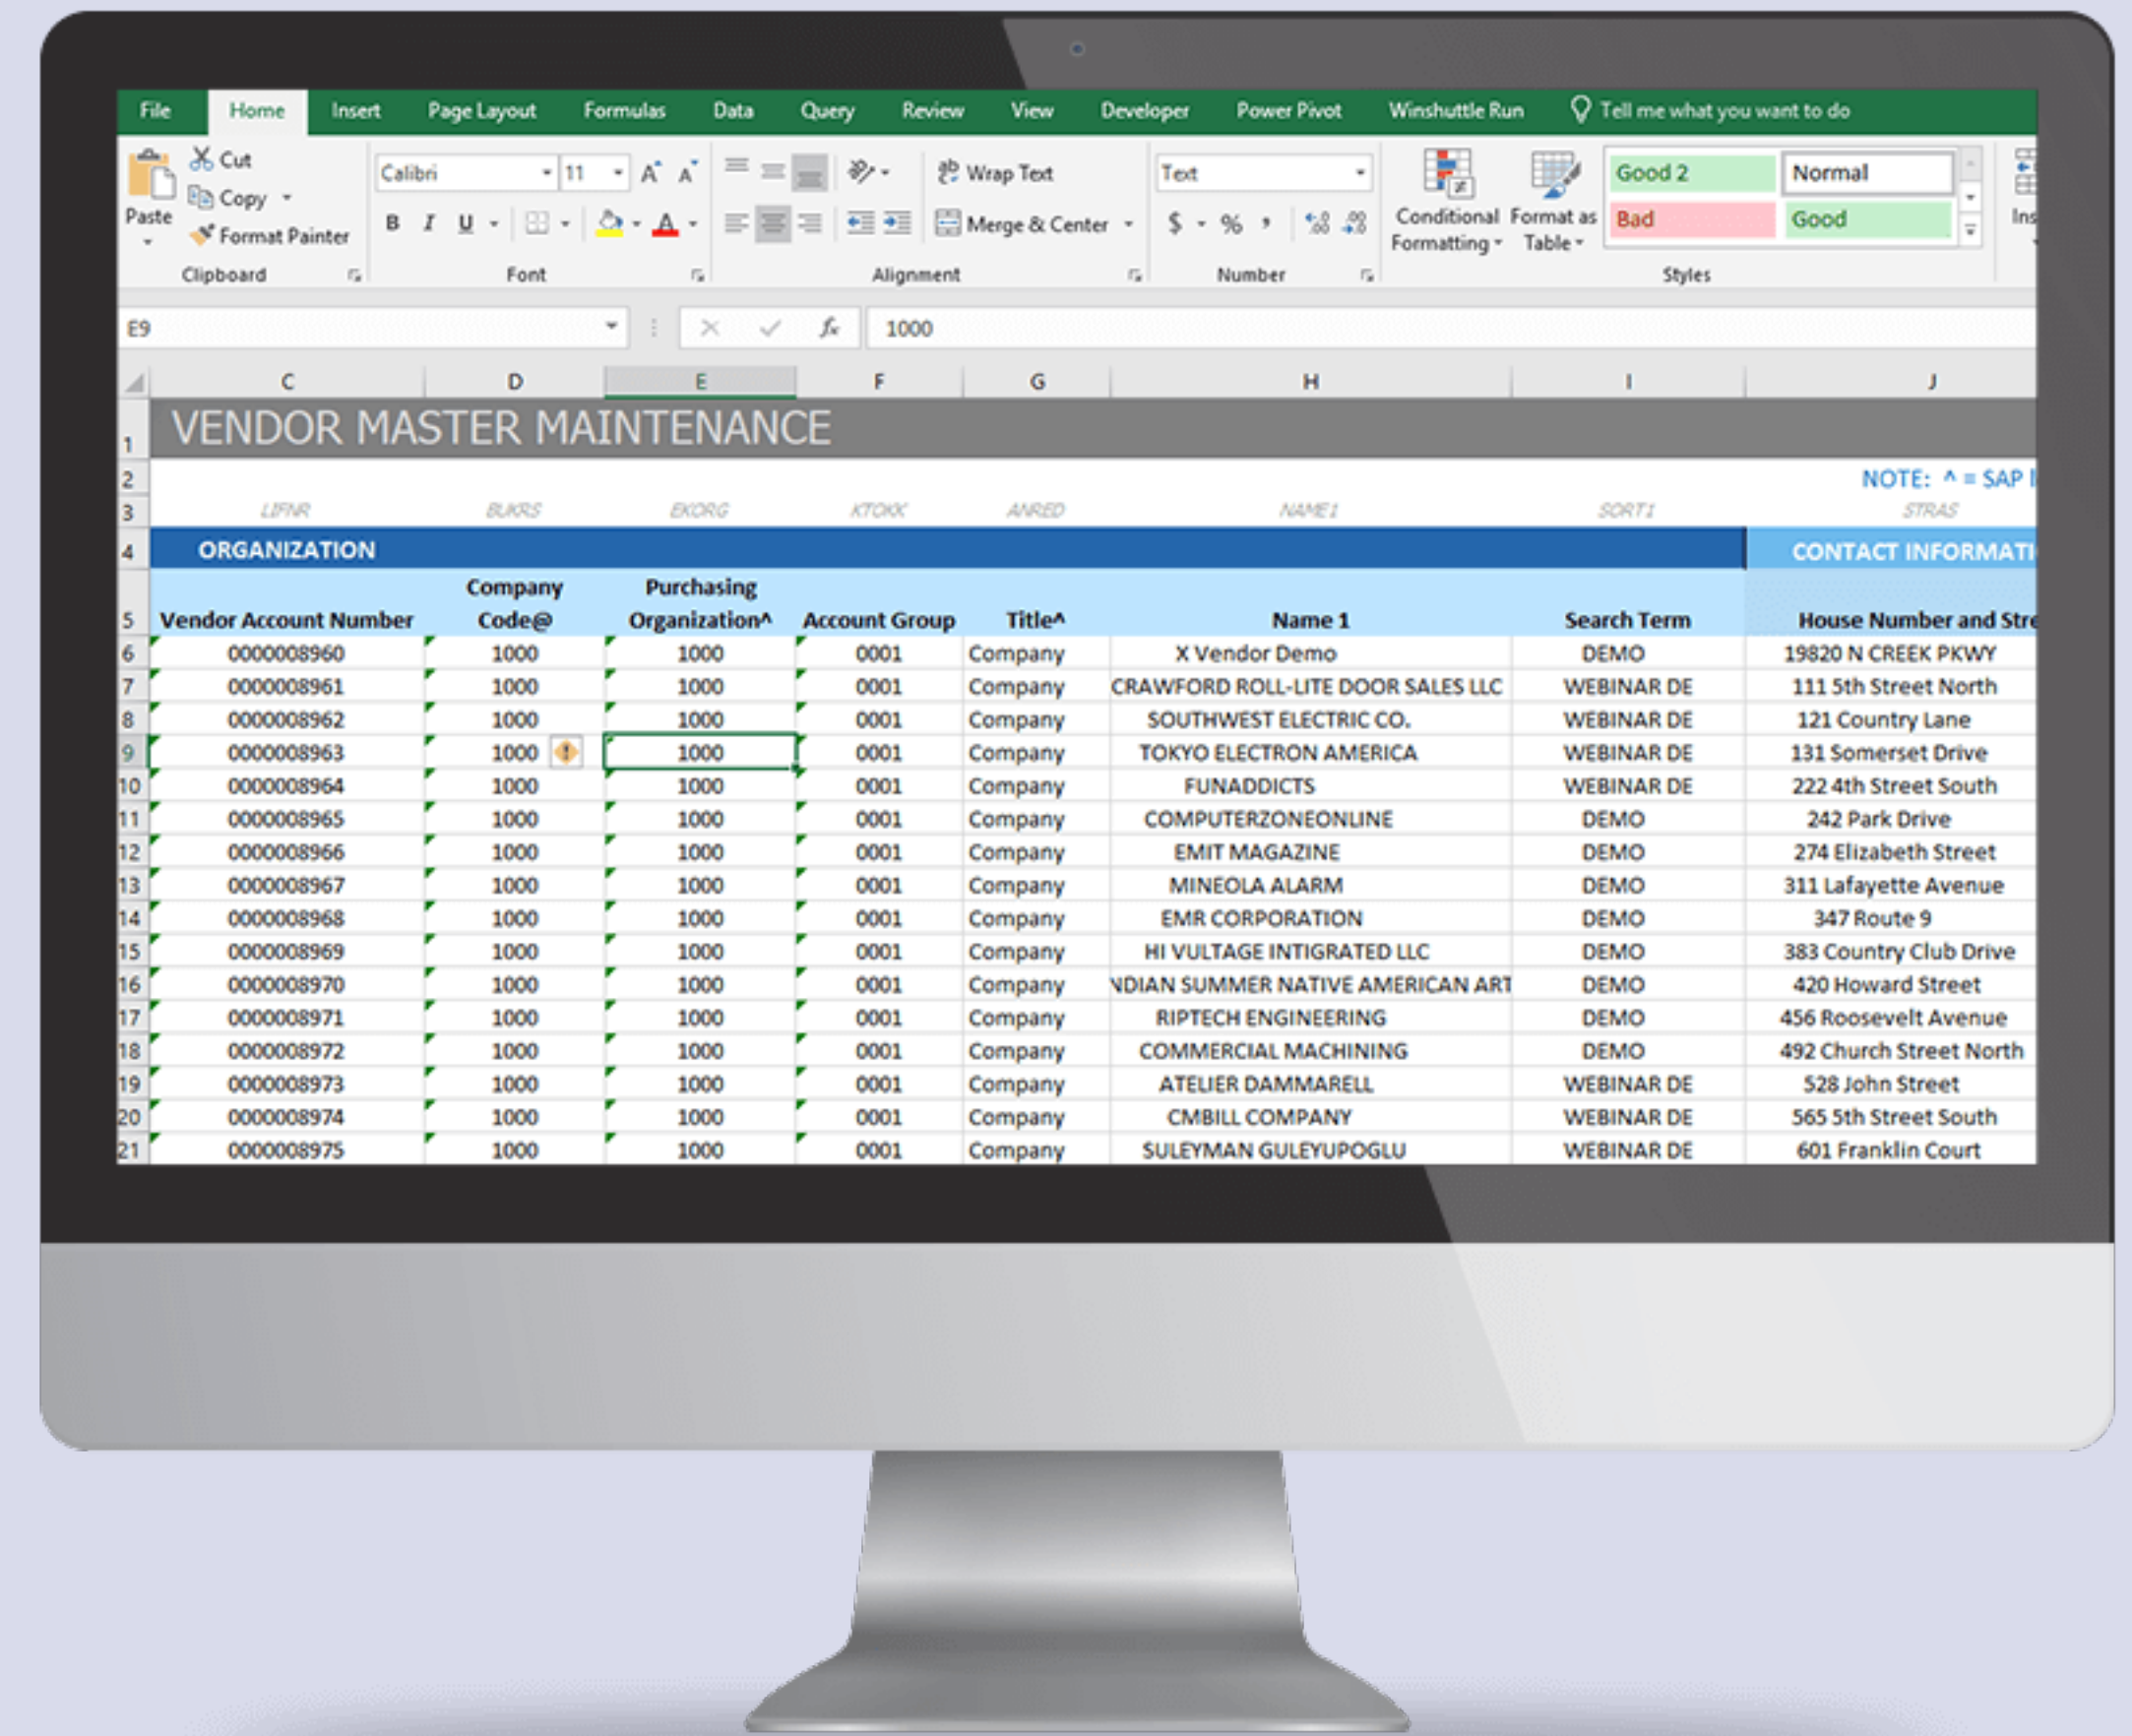 File Home Insert Page Layout Formulas Data Query Review View Developer Power Pivot Winshuttle Run Tell me what you want to do
Cut
Copy
Paste
Format Painter
Clipboard
Calibri 11
B I U
Font
Wrap Text
Merge & Center
Alignment
Text
$ % ,
Number
Conditional Formatting
Format as Table
Good 2 Normal
Bad Good
Styles
E9 fx 1000
C D E F G H I J
1 VENDOR MASTER MAINTENANCE
2 NOTE: ^ = SAP
3 LIFNR BUKRS EKORG KTOKK ANRED NAME1 SORT1 STRAS
4 ORGANIZATION CONTACT INFORMATI
Company Purchasing
5 Vendor Account Number Code@ Organization^ Account Group Title^ Name 1 Search Term House Number and Stre
6 0000008960 1000 1000 0001 Company X Vendor Demo DEMO 19820 N CREEK PKWY
7 0000008961 1000 1000 0001 Company CRAWFORD ROLL-LITE DOOR SALES LLC WEBINAR DE 111 5th Street North
8 0000008962 1000 1000 0001 Company SOUTHWEST ELECTRIC CO. WEBINAR DE 121 Country Lane
9 0000008963 1000 1000 0001 Company TOKYO ELECTRON AMERICA WEBINAR DE 131 Somerset Drive
10 0000008964 1000 1000 0001 Company FUNADDICTS WEBINAR DE 222 4th Street South
11 0000008965 1000 1000 0001 Company COMPUTERZONEONLINE DEMO 242 Park Drive
12 0000008966 1000 1000 0001 Company EMIT MAGAZINE DEMO 274 Elizabeth Street
13 0000008967 1000 1000 0001 Company MINEOLA ALARM DEMO 311 Lafayette Avenue
14 0000008968 1000 1000 0001 Company EMR CORPORATION DEMO 347 Route 9
15 0000008969 1000 1000 0001 Company HI VULTAGE INTIGRATED LLC DEMO 383 Country Club Drive
16 0000008970 1000 1000 0001 Company NDIAN SUMMER NATIVE AMERICAN ART DEMO 420 Howard Street
17 0000008971 1000 1000 0001 Company RIPTECH ENGINEERING DEMO 456 Roosevelt Avenue
18 0000008972 1000 1000 0001 Company COMMERCIAL MACHINING DEMO 492 Church Street North
19 0000008973 1000 1000 0001 Company ATELIER DAMMARELL WEBINAR DE 528 John Street
20 0000008974 1000 1000 0001 Company CMBILL COMPANY WEBINAR DE 565 5th Street South
21 0000008975 1000 1000 0001 Company SULEYMAN GULEYUPOGLU WEBINAR DE 601 Franklin Court